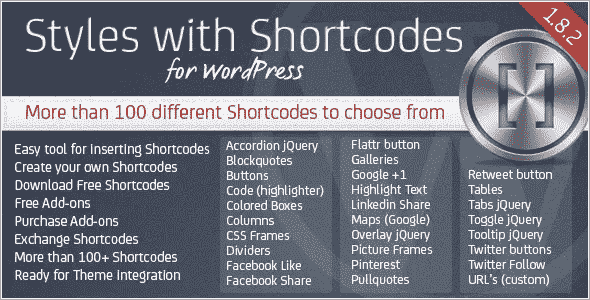 Styles with Shortcodes
for WordPress
1.8.2
[ ]
More than 100 different Shortcodes to choose from
Easy tool for Inserting Shortcodes
Create your own Shortcodes
Download Free Shortcodes
Free Add-ons
Purchase Add-ons
Exchange Shortcodes
More than 100+ Shortcodes
Ready for Theme Integration
Accordion jQuery
Blockquotes
Buttons
Code (highlighter)
Colored Boxes
Columns
CSS Frames
Dividers
Facebook Like
Facebook Share
Flattr button
Galleries
Google +1
Highlight Text
Linkedin Share
Maps (Google)
Overlay jQuery
Picture Frames
Pinterest
Pullquotes
Retweet button
Tables
Tabs jQuery
Toggle jQuery
Tooltip jQuery
Twitter buttons
Twitter Follow
URL's (custom)